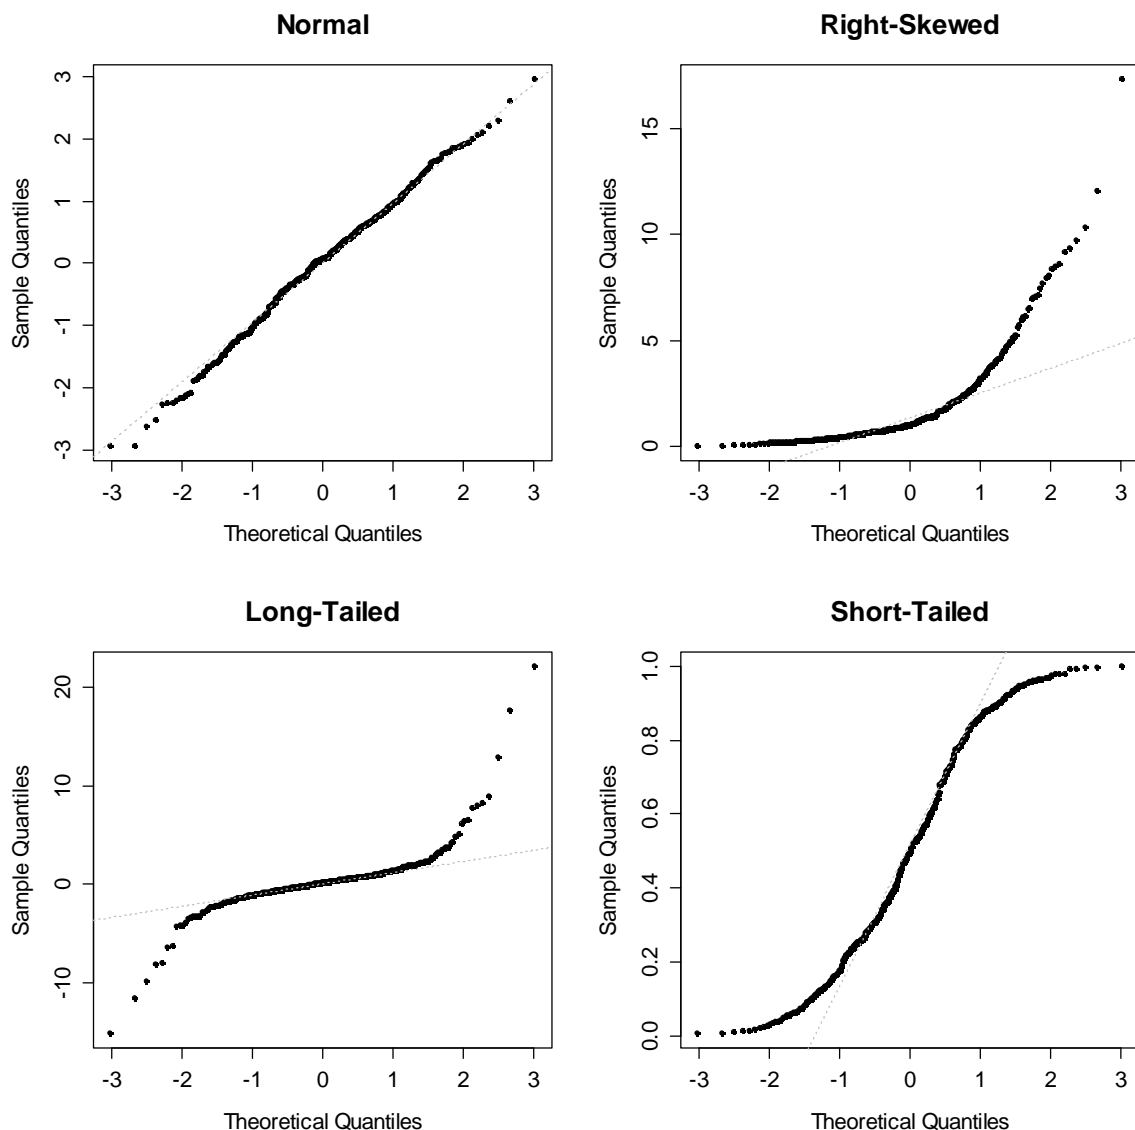 Normal
Right-Skewed
Sample Quantiles
-3
-2
-1
0
1
2
3
-3 -2 -1 0 1 2 3
Theoretical Quantiles
Sample Quantiles
0
5
10
15
-3 -2 -1 0 1 2 3
Theoretical Quantiles
Long-Tailed
Short-Tailed
Sample Quantiles
-10
0
10
20
-3 -2 -1 0 1 2 3
Theoretical Quantiles
Sample Quantiles
0.0
0.2
0.4
0.6
0.8
1.0
-3 -2 -1 0 1 2 3
Theoretical Quantiles